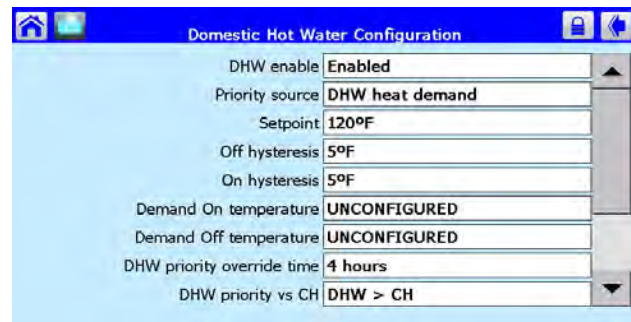 Domestic Hot Water Configuration
DHW enable Enabled
Priority source DHW heat demand
Setpoint 120ºF
Off hysteresis 5ºF
On hysteresis 5ºF
Demand On temperature UNCONFIGURED
Demand Off temperature UNCONFIGURED
DHW priority override time 4 hours
DHW priority vs CH DHW > CH